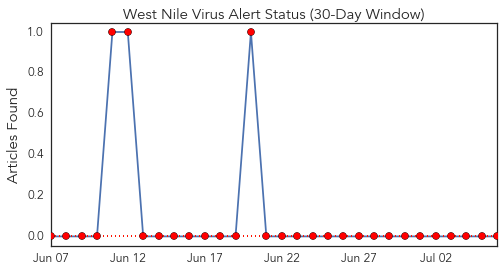 West Nile Virus Alert Status (30-Day Window)
Articles Found
1.0
0.8
0.6
0.4
0.2
0.0
Jun 07 Jun 12 Jun 17 Jun 22 Jun 27 Jul 02